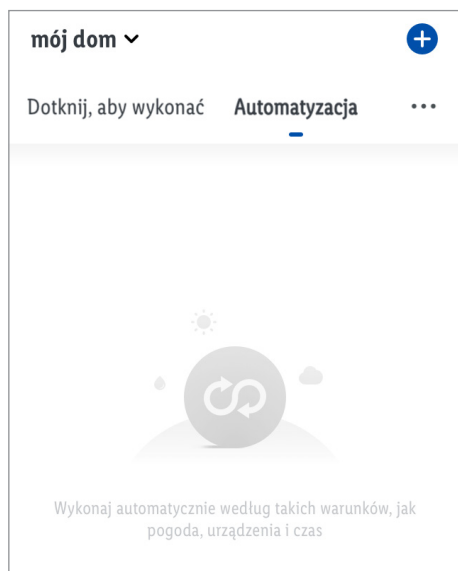 mój dom
Dotknij, aby wykonać Automatyzacja
Wykonaj automatycznie według takich warunków, jak
pogoda, urządzenia i czas